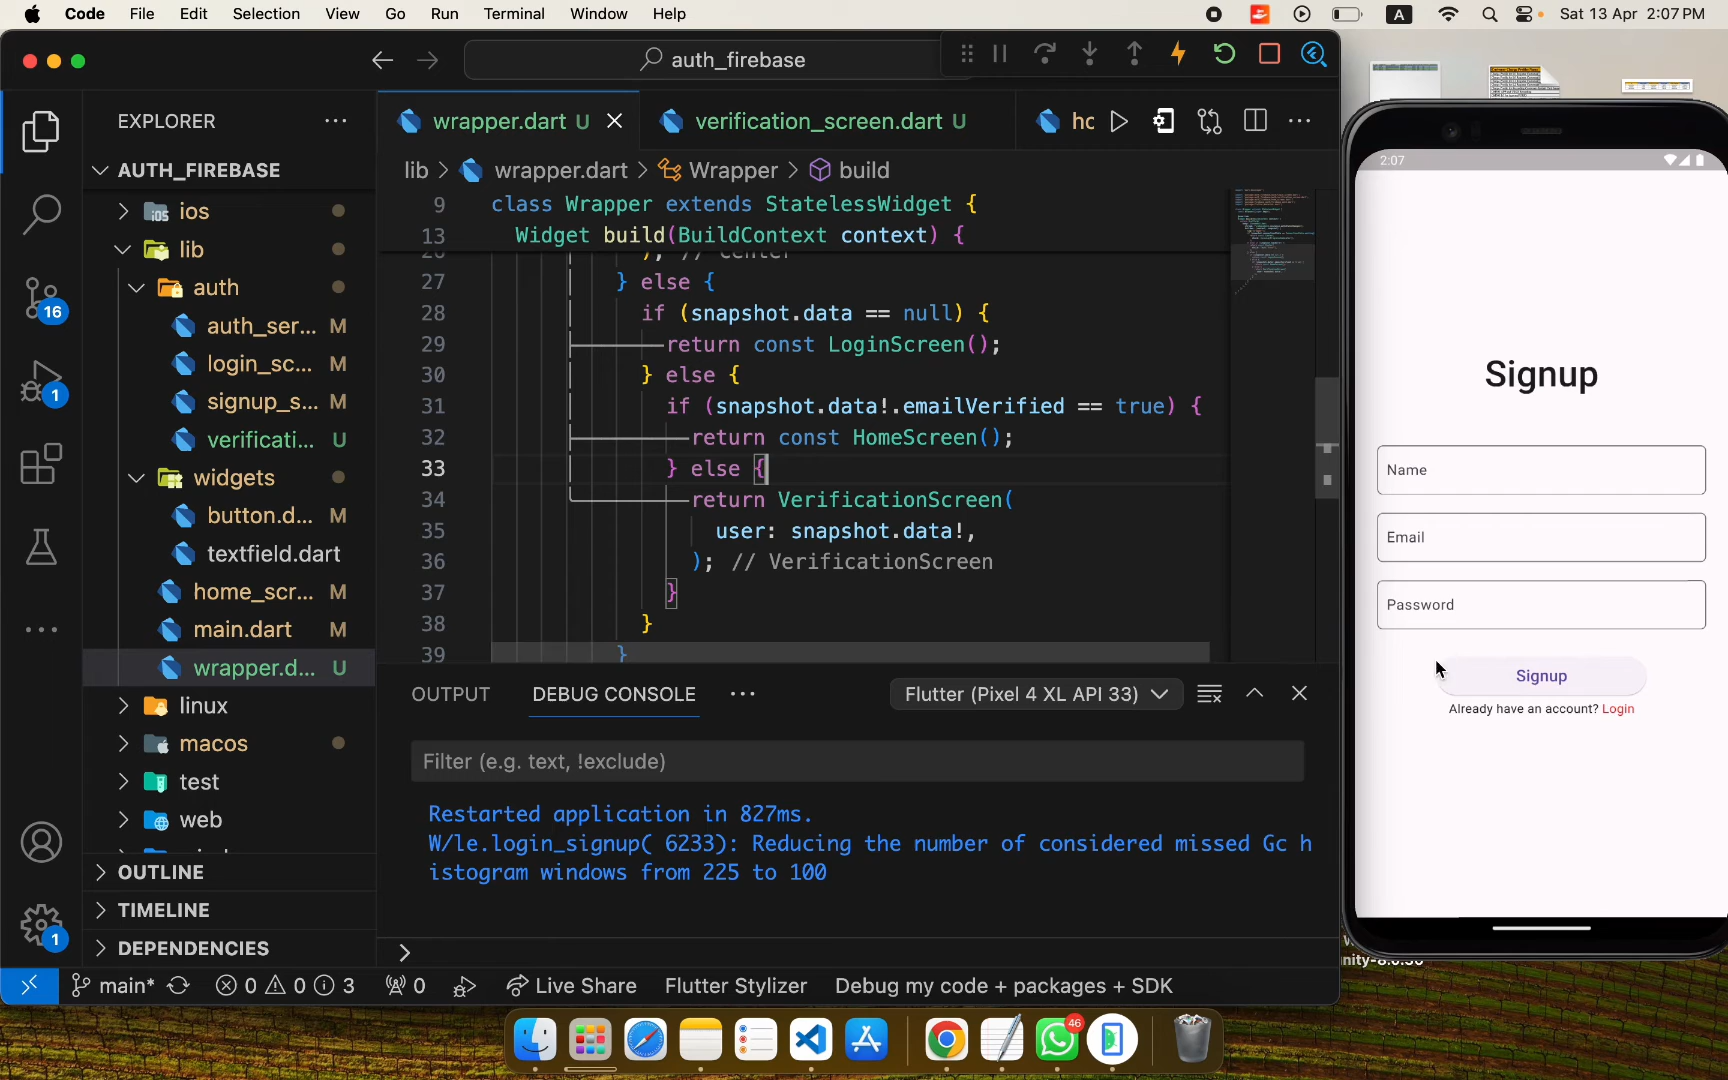 Code File Edit Selection View Go Run Terminal Window Help
A
Sat 13 Apr 2:07 PM
auth_firebase
EXPLORER
wrapper.dart U
verification_screen.dart U
hc
AUTH_FIREBASE
lib > wrapper.dart > Wrapper > build
ios
lib
auth
auth_ser... M
login_sc... M
signup_s... M
verificati... U
widgets
button.d... M
textfield.dart
home_scr... M
main.dart M
wrapper.d... U
linux
macos
test
web
OUTLINE
TIMELINE
DEPENDENCIES
16
1
1
9 class Wrapper extends StatelessWidget {
13 Widget build(BuildContext context) {
26 ); // Center
27 } else {
28 if (snapshot.data == null) {
29 return const LoginScreen();
30 } else {
31 if (snapshot.data!.emailVerified == true) {
32 return const HomeScreen();
33 } else {
34 return VerificationScreen(
35 user: snapshot.data!,
36 ); // VerificationScreen
37 }
38 }
39 }
OUTPUT DEBUG CONSOLE
Flutter (Pixel 4 XL API 33)
Filter (e.g. text, !exclude)
Restarted application in 827ms.
W/le.login_signup( 6233): Reducing the number of considered missed Gc h
istogram windows from 225 to 100
main* 0 0 3 0 Live Share Flutter Stylizer Debug my code + packages + SDK
2:07
Signup
Name
Email
Password
Signup
Already have an account? Login
46